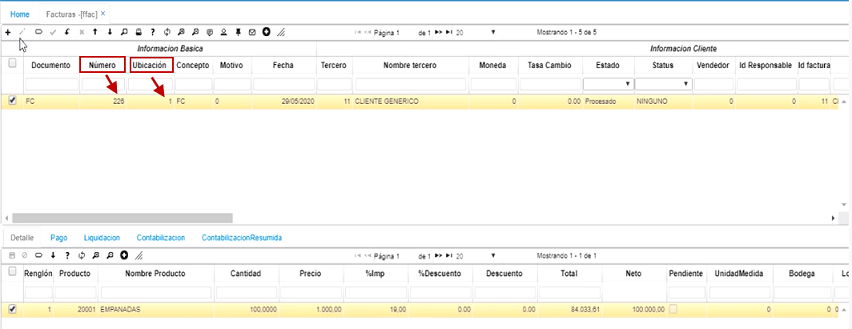 Home Facturas -[ffac] ×
Página 1 de 1 20 Mostrando 1 - 5 de 5
Informacion Basica Informacion Cliente
Documento Número Ubicación Concepto Motivo Fecha Tercero Nombre tercero Moneda Tasa Cambio Estado Status Vendedor Id Responsable Id factura
FC 226 1 FC 0 29/05/2020 11 CLIENTE GENERICO 0 0.00 Procesado NINGUNO 0 0 11
Detalle Pago Liquidacion Contabilizacion ContabilizacionResumida
Página 1 de 1 20 Mostrando 1 - 1 de 1
Renglón Producto Nombre Producto Cantidad Precio %Imp %Descuento Descuento Total Neto Pendiente UnidadMedida Bodega Lo
1 20001 EMPANADAS 100,0000 1.000,00 19,00 0.00 0.00 84.033,61 100.000,00 0 0